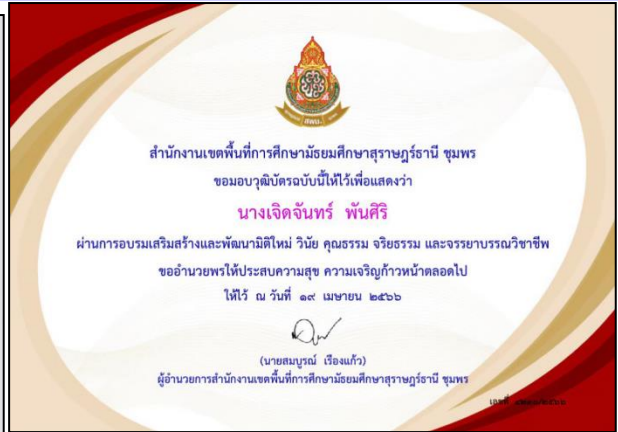 สพม.
สำนักงานเขตพื้นที่การศึกษามัธยมศึกษาสุราษฎร์ธานี ชุมพร
ขอมอบวุฒิบัตรฉบับนี้ให้ไว้เพื่อแสดงว่า
นางเจิดจันทร์ พันศิริ
ผ่านการอบรมเสริมสร้างและพัฒนามิติใหม่ วินัย คุณธรรม จริยธรรม และจรรยาบรรณวิชาชีพ
ขออำนวยพรให้ประสบความสุข ความเจริญก้าวหน้าตลอดไป
ให้ไว้ ณ วันที่ ๑๙ เมษายน ๒๕๖๖
(นายสมบูรณ์ เรืองแก้ว)
ผู้อำนวยการสำนักงานเขตพื้นที่การศึกษามัธยมศึกษาสุราษฎร์ธานี ชุมพร
เลขที่